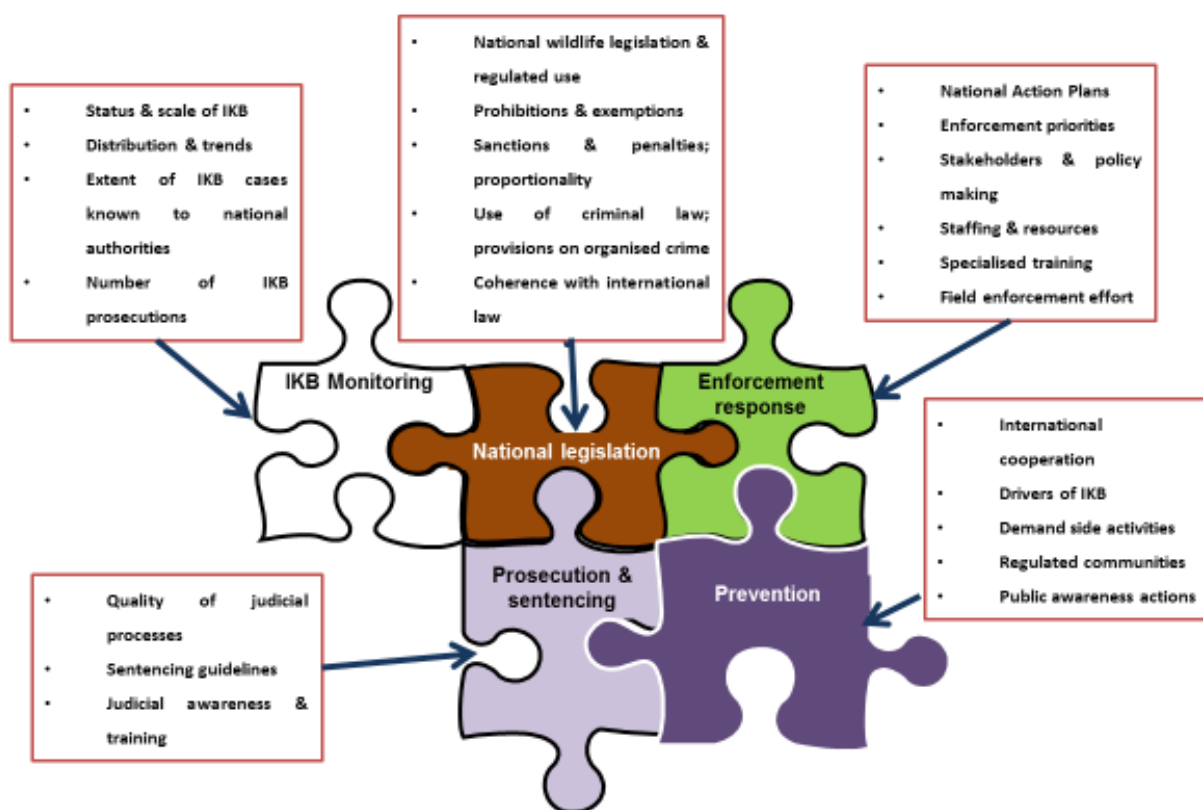 • Status & scale of IKB
• Distribution & trends
• Extent of IKB cases
known to national
authorities
• Number of IKB
prosecutions
• National wildlife legislation &
regulated use
• Prohibitions & exemptions
• Sanctions & penalties;
proportionality
• Use of criminal law;
provisions on organised crime
• Coherence with international
law
• National Action Plans
• Enforcement priorities
• Stakeholders & policy
making
• Staffing & resources
• Specialised training
• Field enforcement effort
IKB Monitoring
National legislation
Enforcement
response
• International
cooperation
• Drivers of IKB
• Demand side activities
• Regulated communities
• Public awareness actions
Prosecution &
sentencing
Prevention
• Quality of judicial
processes
• Sentencing guidelines
• Judicial awareness &
training